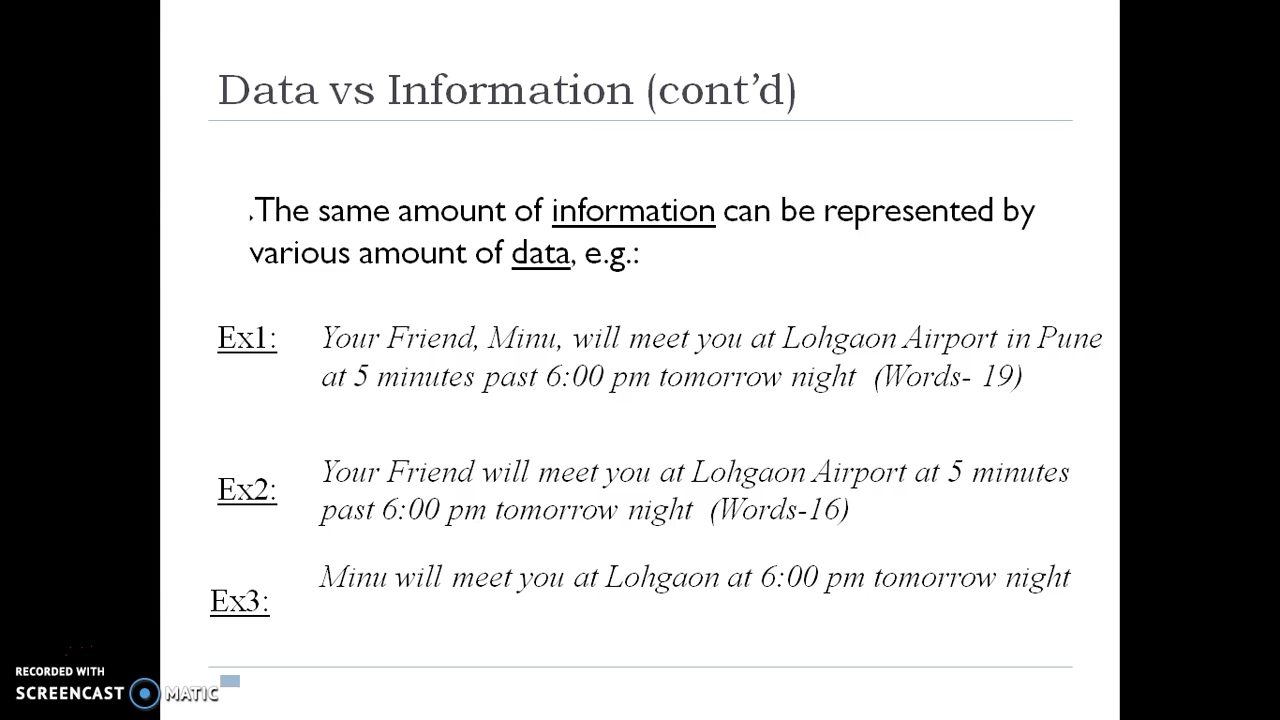 Data vs Information (cont’d)
The same amount of information can be represented by
various amount of data, e.g.:
Ex1: Your Friend, Minu, will meet you at Lohgaon Airport in Pune
at 5 minutes past 6:00 pm tomorrow night (Words- 19)
Ex2: Your Friend will meet you at Lohgaon Airport at 5 minutes
past 6:00 pm tomorrow night (Words-16)
Ex3: Minu will meet you at Lohgaon at 6:00 pm tomorrow night
RECORDED WITH
SCREENCAST MATIC